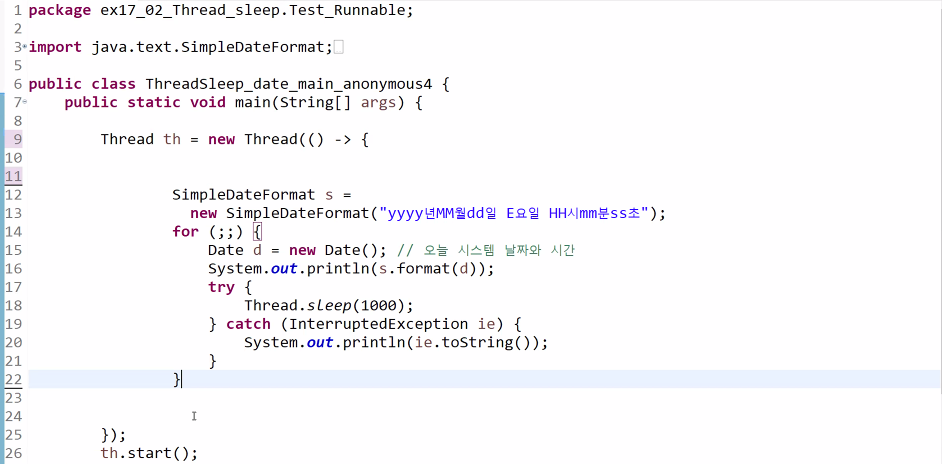 1 package ex17_02_Thread_sleep.Test_Runnable;
2
3 import java.text.SimpleDateFormat;
5
6 public class ThreadSleep_date_main_anonymous4 {
7 public static void main(String[] args) {
8
9 Thread th = new Thread(() -> {
10
11
12 SimpleDateFormat s =
13 new SimpleDateFormat("yyyy년MM월dd일 E요일 HH시mm분ss초");
14 for (;;) {
15 Date d = new Date(); // 오늘 시스템 날짜와 시간
16 System.out.println(s.format(d));
17 try {
18 Thread.sleep(1000);
19 } catch (InterruptedException ie) {
20 System.out.println(ie.toString());
21 }
22 }
23
24
25 });
26 th.start();